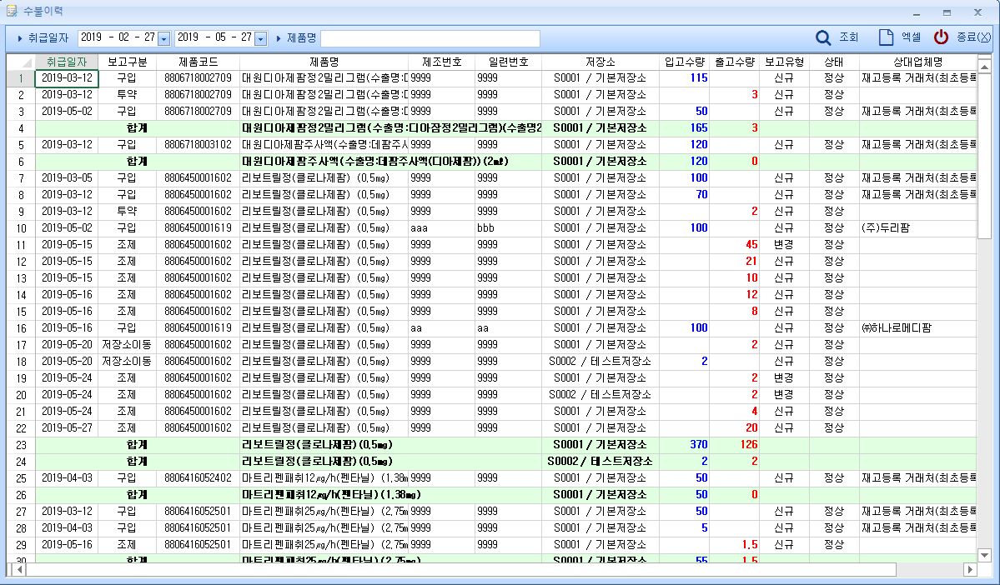 수불이력
취급일자 2019 - 02 - 27 2019 - 05 - 27 제품명 조회 엑셀 종료(X)
취급일자 보고구분 제품코드 제품명 제조번호 일련번호 저장소 입고수량 출고수량 보고유형 상태 상대업체명
1 2019-03-12 구입 8806718002709 대원디아제팜정2밀리그램(수출명:디 9999 9999 S0001 / 기본저장소 115 신규 정상 재고등록 거래처(최초등록
2 2019-03-12 투약 8806718002709 대원디아제팜정2밀리그램(수출명:디 9999 9999 S0001 / 기본저장소 3 신규 정상
3 2019-05-02 구입 8806718002709 대원디아제팜정2밀리그램(수출명:디 9999 9999 S0001 / 기본저장소 50 신규 정상 재고등록 거래처(최초등록
4 합계 대원디아제팜정2밀리그램(수출명:디아잠정2밀리그램)(수출명2 S0001 / 기본저장소 165 3
5 2019-03-12 구입 8806718003102 대원디아제팜주사액(수출명:데팜주사 9999 9999 S0001 / 기본저장소 120 신규 정상 재고등록 거래처(최초등록
6 합계 대원디아제팜주사액(수출명:데팜주사액(디아제팜))(2㎖) S0001 / 기본저장소 120 0
7 2019-03-05 구입 8806450001602 리보트릴정(클로나제팜) (0.5㎎) 9999 9999 S0001 / 기본저장소 100 신규 정상 재고등록 거래처(최초등록
8 2019-03-12 구입 8806450001602 리보트릴정(클로나제팜) (0.5㎎) 9999 9999 S0001 / 기본저장소 70 신규 정상 재고등록 거래처(최초등록
9 2019-03-12 투약 8806450001602 리보트릴정(클로나제팜) (0.5㎎) 9999 9999 S0001 / 기본저장소 2 신규 정상
10 2019-05-02 구입 8806450001619 리보트릴정(클로나제팜) (0.5㎎) aaa bbb S0001 / 기본저장소 100 신규 정상 (주)두리팜
11 2019-05-15 조제 8806450001602 리보트릴정(클로나제팜) (0.5㎎) 9999 9999 S0001 / 기본저장소 45 변경 정상
12 2019-05-15 조제 8806450001602 리보트릴정(클로나제팜) (0.5㎎) 9999 9999 S0001 / 기본저장소 21 신규 정상
13 2019-05-15 조제 8806450001602 리보트릴정(클로나제팜) (0.5㎎) 9999 9999 S0001 / 기본저장소 10 신규 정상
14 2019-05-16 조제 8806450001602 리보트릴정(클로나제팜) (0.5㎎) 9999 9999 S0001 / 기본저장소 12 신규 정상
15 2019-05-16 조제 8806450001602 리보트릴정(클로나제팜) (0.5㎎) 9999 9999 S0001 / 기본저장소 8 신규 정상
16 2019-05-16 구입 8806450001619 리보트릴정(클로나제팜) (0.5㎎) aa aa S0001 / 기본저장소 100 신규 정상 ㈜하나로메디팜
17 2019-05-20 저장소이동 8806450001602 리보트릴정(클로나제팜) (0.5㎎) 9999 9999 S0001 / 기본저장소 2 신규 정상
18 2019-05-20 저장소이동 8806450001602 리보트릴정(클로나제팜) (0.5㎎) 9999 9999 S0002 / 테스트저장소 2 신규 정상
19 2019-05-24 조제 8806450001602 리보트릴정(클로나제팜) (0.5㎎) 9999 9999 S0001 / 기본저장소 2 변경 정상
20 2019-05-24 조제 8806450001602 리보트릴정(클로나제팜) (0.5㎎) 9999 9999 S0002 / 테스트저장소 2 변경 정상
21 2019-05-24 조제 8806450001602 리보트릴정(클로나제팜) (0.5㎎) 9999 9999 S0001 / 기본저장소 4 신규 정상
22 2019-05-27 조제 8806450001602 리보트릴정(클로나제팜) (0.5㎎) 9999 9999 S0001 / 기본저장소 20 신규 정상
23 합계 리보트릴정(클로나제팜)(0.5㎎) S0001 / 기본저장소 370 126
24 합계 리보트릴정(클로나제팜)(0.5㎎) S0002 / 테스트저장소 2 2
25 2019-04-03 구입 8806416052402 마트리펜패취12㎍/h(펜타닐) (1.38m 9999 9999 S0001 / 기본저장소 50 신규 정상 재고등록 거래처(최초등록
26 합계 마트리펜패취12㎍/h(펜타닐)(1.38㎎) S0001 / 기본저장소 50 0
27 2019-03-12 구입 8806416052501 마트리펜패취25㎍/h(펜타닐) (2.75m 9999 9999 S0001 / 기본저장소 50 신규 정상 재고등록 거래처(최초등록
28 2019-04-03 구입 8806416052501 마트리펜패취25㎍/h(펜타닐) (2.75m 9999 9999 S0001 / 기본저장소 5 신규 정상 재고등록 거래처(최초등록
29 2019-05-16 조제 8806416052501 마트리펜패취25㎍/h(펜타닐) (2.75m 9999 9999 S0001 / 기본저장소 1.5 신규 정상
30 합계 마트리펜패취25㎍/h(펜타닐)(2.75㎎) S0001 / 기본저장소 55 1.5